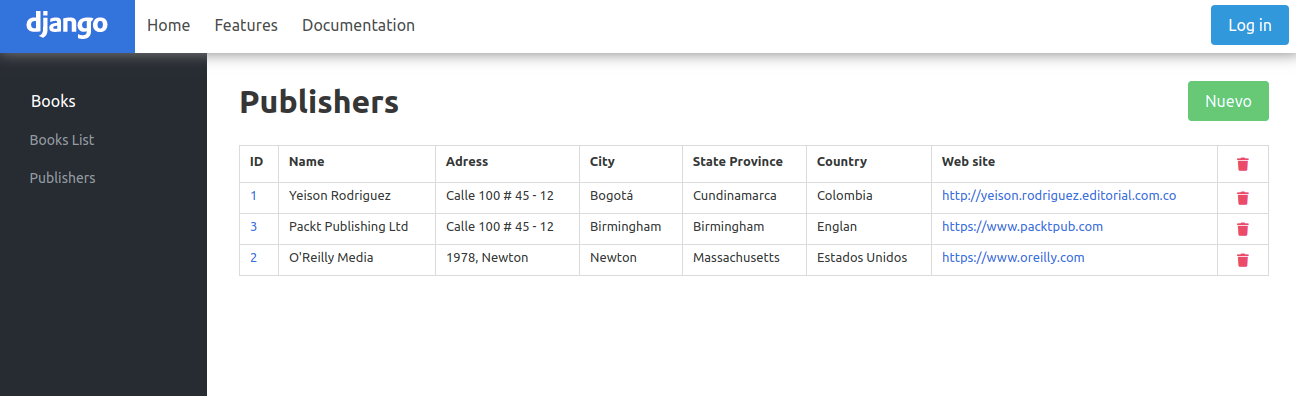 django Home Features Documentation Log in
Books
Books List
Publishers
Publishers Nuevo
ID Name Adress City State Province Country Web site
1 Yeison Rodriguez Calle 100 # 45 - 12 Bogotá Cundinamarca Colombia http://yeison.rodriguez.editorial.com.co
3 Packt Publishing Ltd Calle 100 # 45 - 12 Birmingham Birmingham Englan https://www.packtpub.com
2 O'Reilly Media 1978, Newton Newton Massachusetts Estados Unidos https://www.oreilly.com